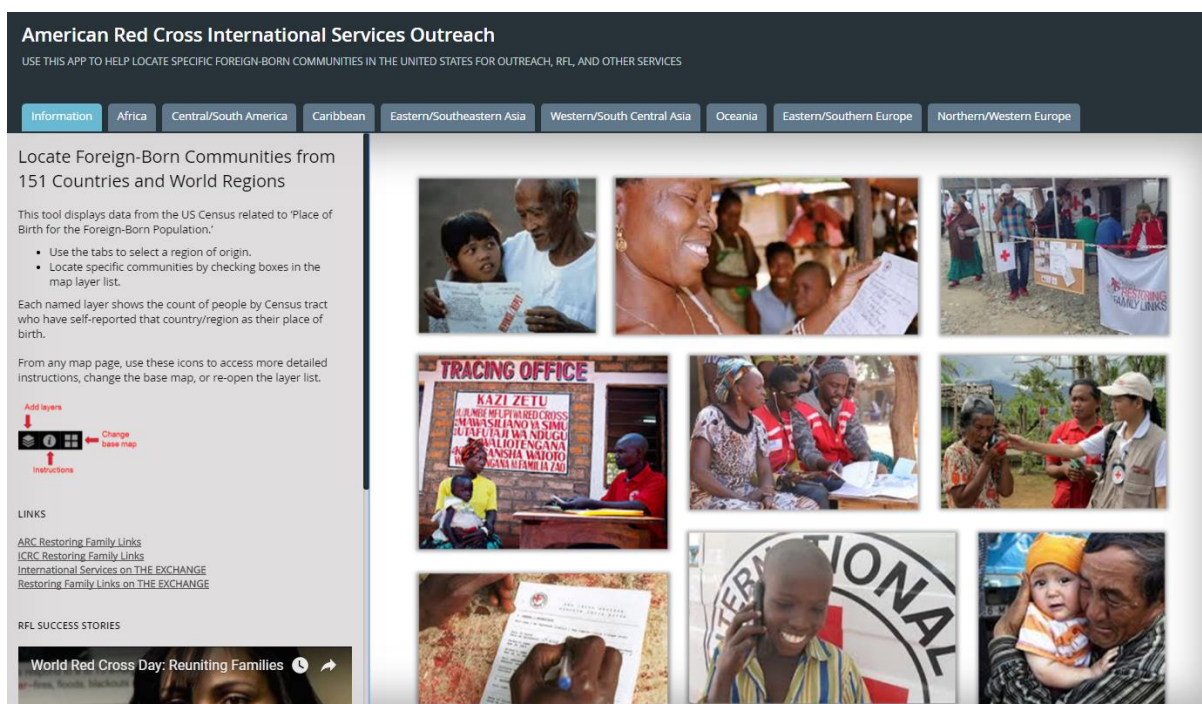 American Red Cross International Services Outreach
USE THIS APP TO HELP LOCATE SPECIFIC FOREIGN-BORN COMMUNITIES IN THE UNITED STATES FOR OUTREACH, RFL, AND OTHER SERVICES
Information Africa Central/South America Caribbean Eastern/Southeastern Asia Western/South Central Asia Oceania Eastern/Southern Europe Northern/Western Europe
Locate Foreign-Born Communities from
151 Countries and World Regions
This tool displays data from the US Census related to ‘Place of
Birth for the Foreign-Born Population.’
• Use the tabs to select a region of origin.
• Locate specific communities by checking boxes in the
map layer list.
Each named layer shows the count of people by Census tract
who have self-reported that country/region as their place of
birth.
From any map page, use these icons to access more detailed
instructions, change the base map, or re-open the layer list.
Add layers
Change
base map
Instructions
LINKS
ARC Restoring Family Links
ICRC Restoring Family Links
International Services on THE EXCHANGE
Restoring Family Links on THE EXCHANGE
RFL SUCCESS STORIES
World Red Cross Day: Reuniting Families
RESTORING
FAMILY LINKS
TRACING OFFICE
KAZI ZETU
INTERNATIONAL